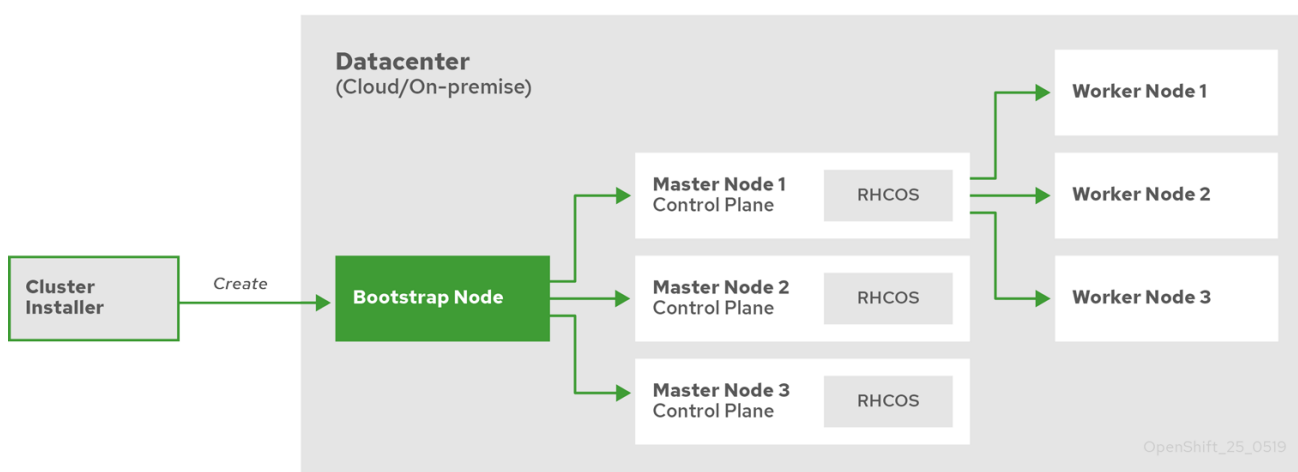 Datacenter
(Cloud/On-premise)
Cluster
Installer
Create
Bootstrap Node
Master Node 1
Control Plane
RHCOS
Master Node 2
Control Plane
RHCOS
Master Node 3
Control Plane
RHCOS
Worker Node 1
Worker Node 2
Worker Node 3
OpenShift_25_0519